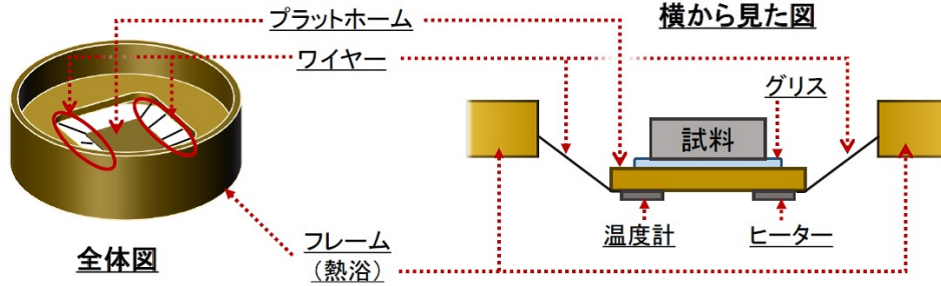 プラットホーム
横から見た図
ワイヤー
グリス
試料
温度計
ヒーター
フレーム
(熱浴)
全体図